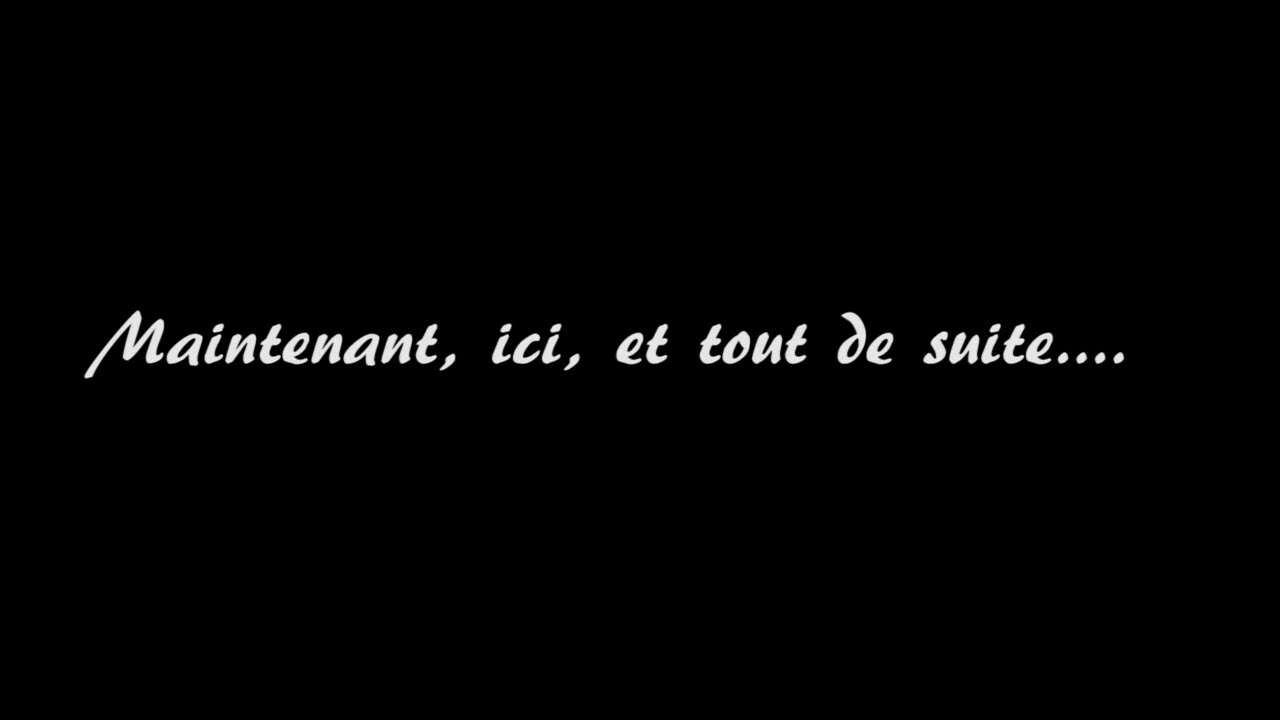 Maintenant, ici, et tout de suite....